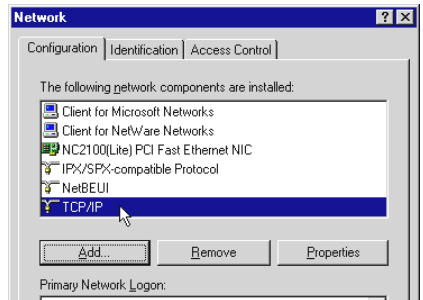 Network
Configuration Identification Access Control
The following network components are installed:
Client for Microsoft Networks
Client for NetWare Networks
NC2100(Lite) PCI Fast Ethernet NIC
IPX/SPX-compatible Protocol
NetBEUI
TCP/IP
Add... Remove Properties
Primary Network Logon: